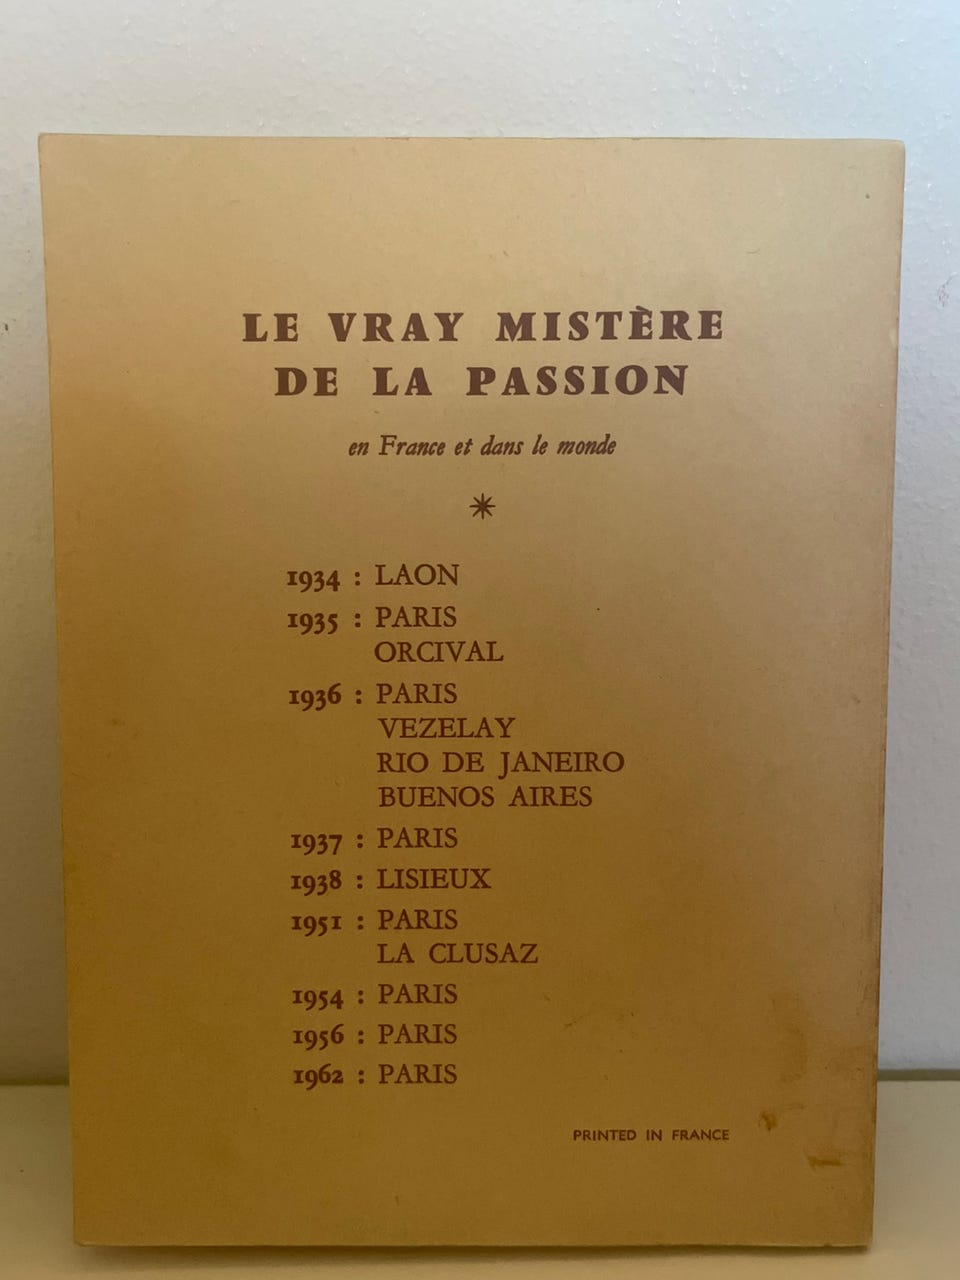 LE VRAY MISTÈRE
DE LA PASSION
en France et dans le monde
1934 : LAON
1935 : PARIS
ORCIVAL
1936 : PARIS
VEZELAY
RIO DE JANEIRO
BUENOS AIRES
1937 : PARIS
1938 : LISIEUX
1951 : PARIS
LA CLUSAZ
1954 : PARIS
1956 : PARIS
1962 : PARIS
PRINTED IN FRANCE